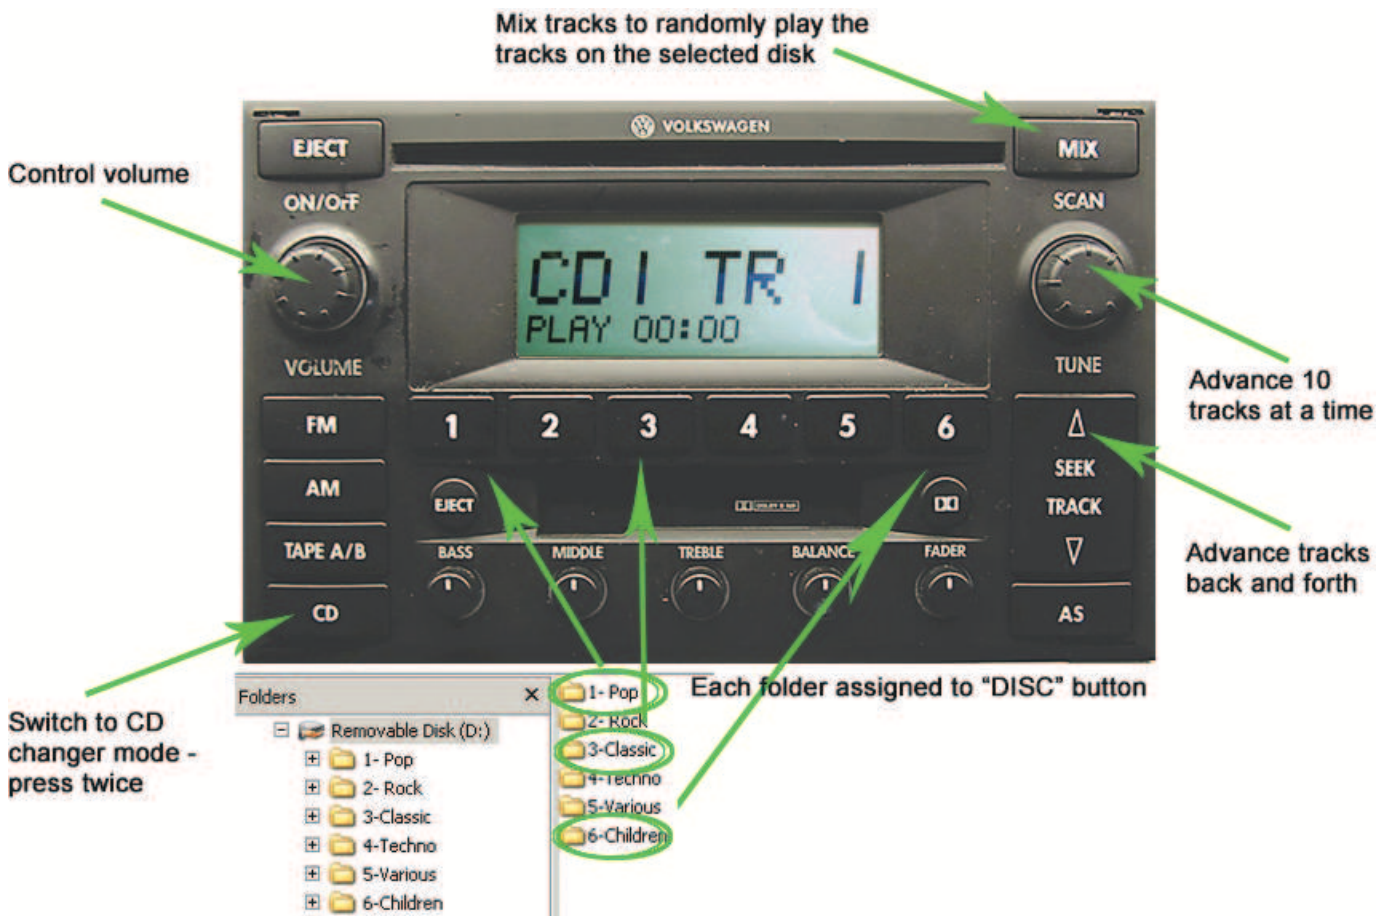 Mix tracks to randomly play the
tracks on the selected disk
VOLKSWAGEN
EJECT
MIX
Control volume
ON/OFF
SCAN
CD1 TR 1
PLAY 00:00
VOLUME
TUNE
Advance 10
tracks at a time
FM
1 2 3 4 5 6
SEEK
TRACK
AM
EJECT
TAPE A/B
BASS MIDDLE TREBLE BALANCE FADER
Advance tracks
back and forth
CD
AS
Switch to CD
changer mode -
press twice
Each folder assigned to “DISC” button
Folders
Removable Disk (D:)
1- Pop
2- Rock
3-Classic
4-Techno
5-Various
6-Children
1- Pop
2- Rock
3-Classic
4-Techno
5-Various
6-Children